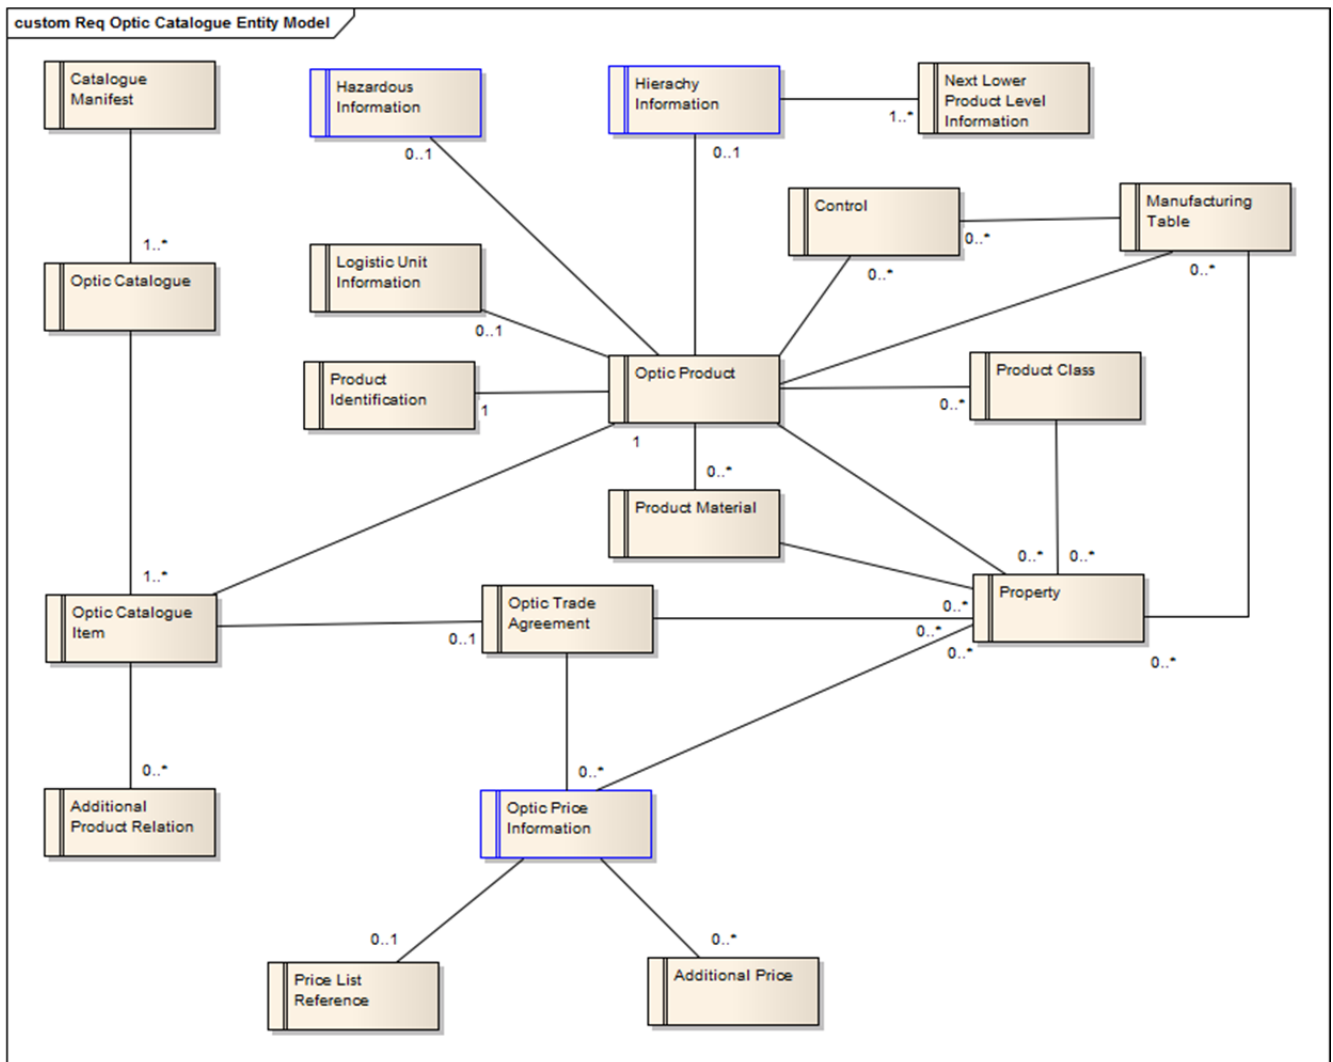 custom Req Optic Catalogue Entity Model
Catalogue
Manifest
Hazardous
Information
Hierachy
Information
Next Lower
Product Level
Information
0..1
0..1
1..*
Control
Manufacturing
Table
0..*
0..*
0..*
1..*
Optic Catalogue
Logistic Unit
Information
0..1
Product
Identification
1
Optic Product
1
Product Class
0..*
0..*
Product Material
0..*
0..*
1..*
Optic Catalogue
Item
0..1
Optic Trade
Agreement
0..*
0..*
0..*
Property
0..*
0..*
Additional
Product Relation
0..*
Optic Price
Information
0..1
0..*
Price List
Reference
Additional Price